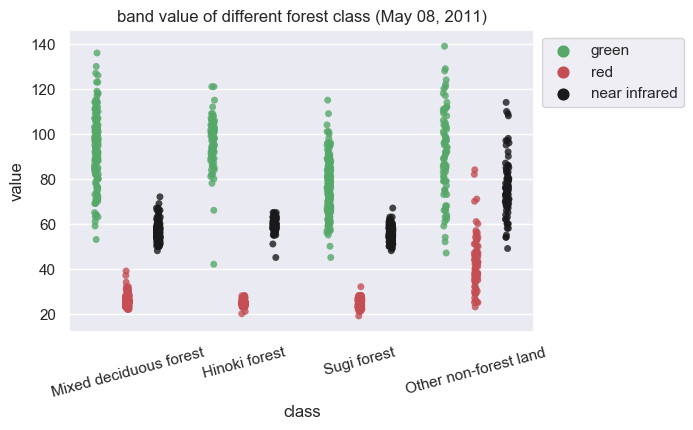 band value of different forest class (May 08, 2011)
140
120
100
80
60
40
20
value
Mixed deciduous forest
Hinoki forest
Sugi forest
Other non-forest land
class
green
red
near infrared